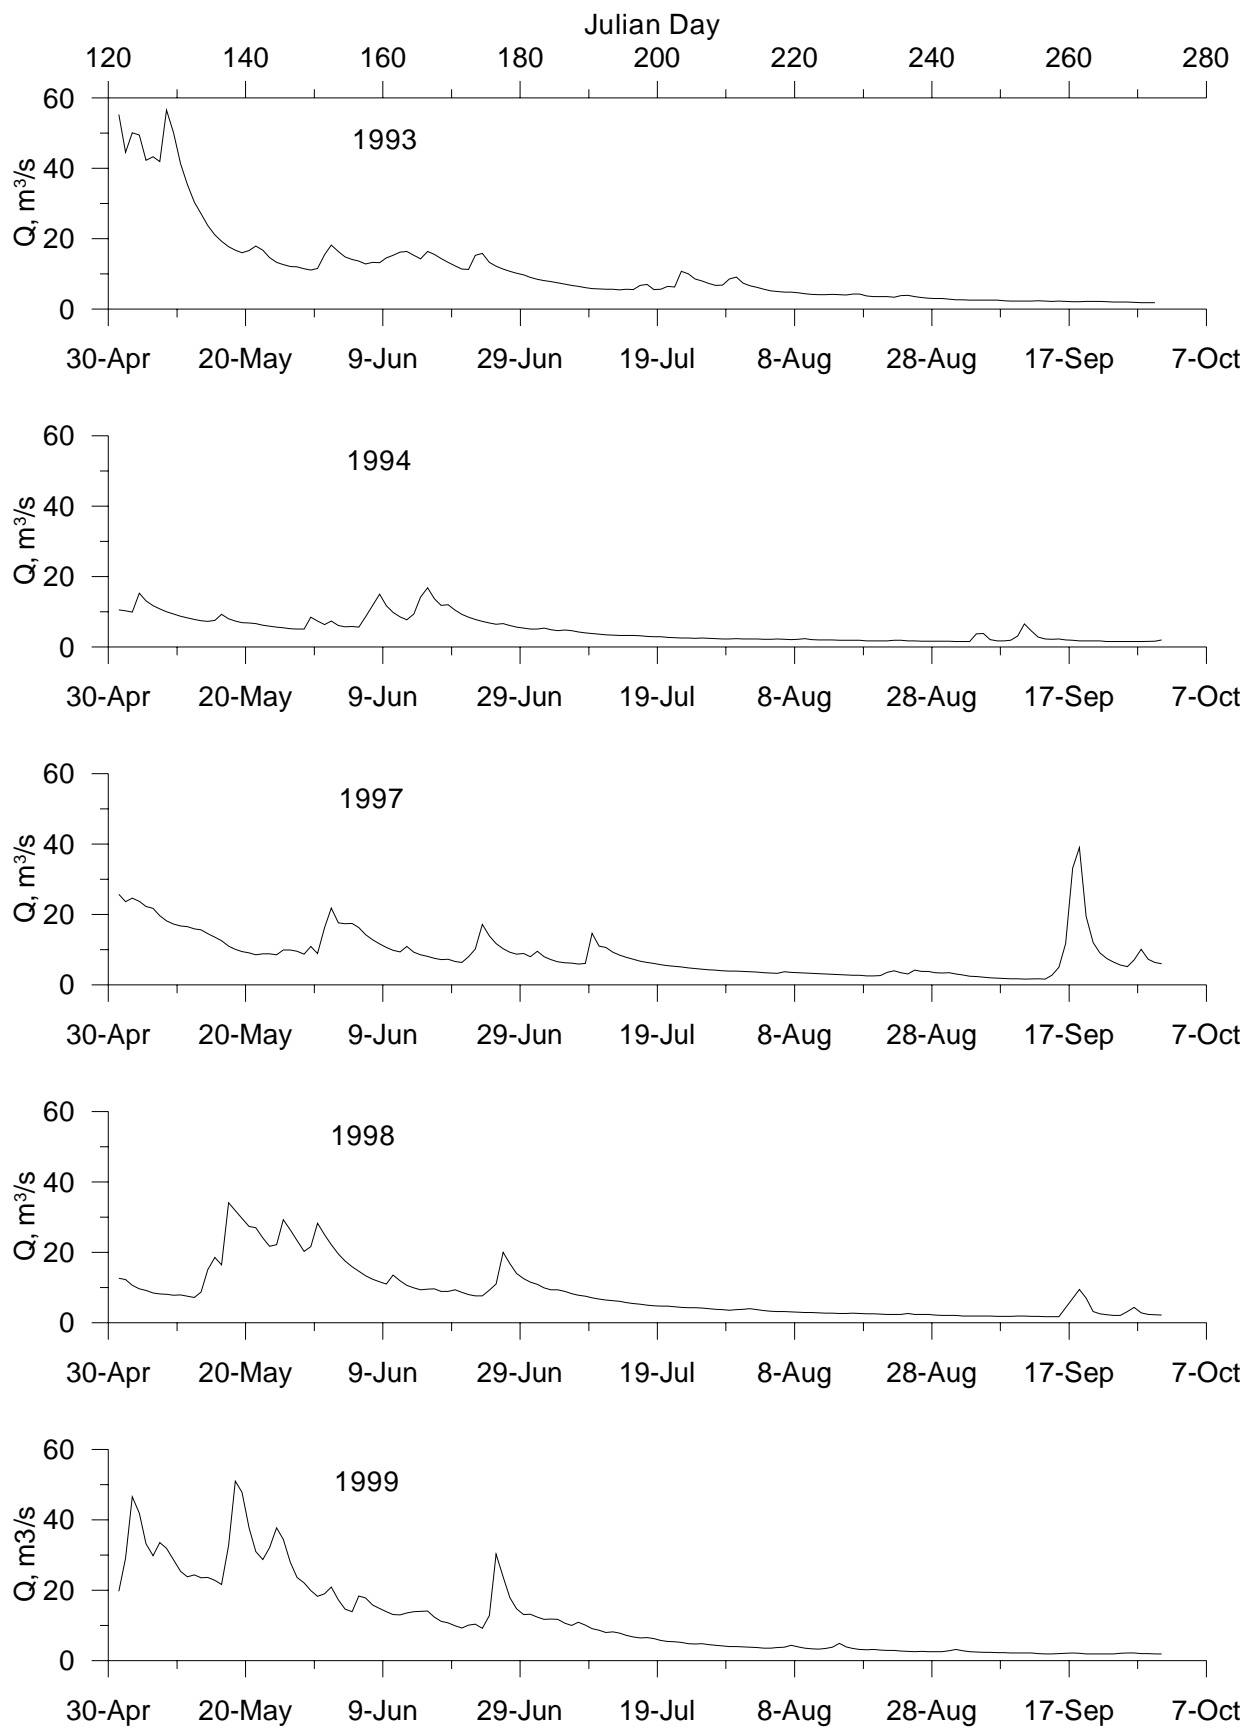 Julian Day
120 140 160 180 200 220 240 260 280
60
1993
Q, m³/s
40
20
0
30-Apr 20-May 9-Jun 29-Jun 19-Jul 8-Aug 28-Aug 17-Sep 7-Oct
60
1994
Q, m³/s
40
20
0
30-Apr 20-May 9-Jun 29-Jun 19-Jul 8-Aug 28-Aug 17-Sep 7-Oct
60
1997
Q, m³/s
40
20
0
30-Apr 20-May 9-Jun 29-Jun 19-Jul 8-Aug 28-Aug 17-Sep 7-Oct
60
1998
Q, m³/s
40
20
0
30-Apr 20-May 9-Jun 29-Jun 19-Jul 8-Aug 28-Aug 17-Sep 7-Oct
60
1999
Q, m3/s
40
20
0
30-Apr 20-May 9-Jun 29-Jun 19-Jul 8-Aug 28-Aug 17-Sep 7-Oct